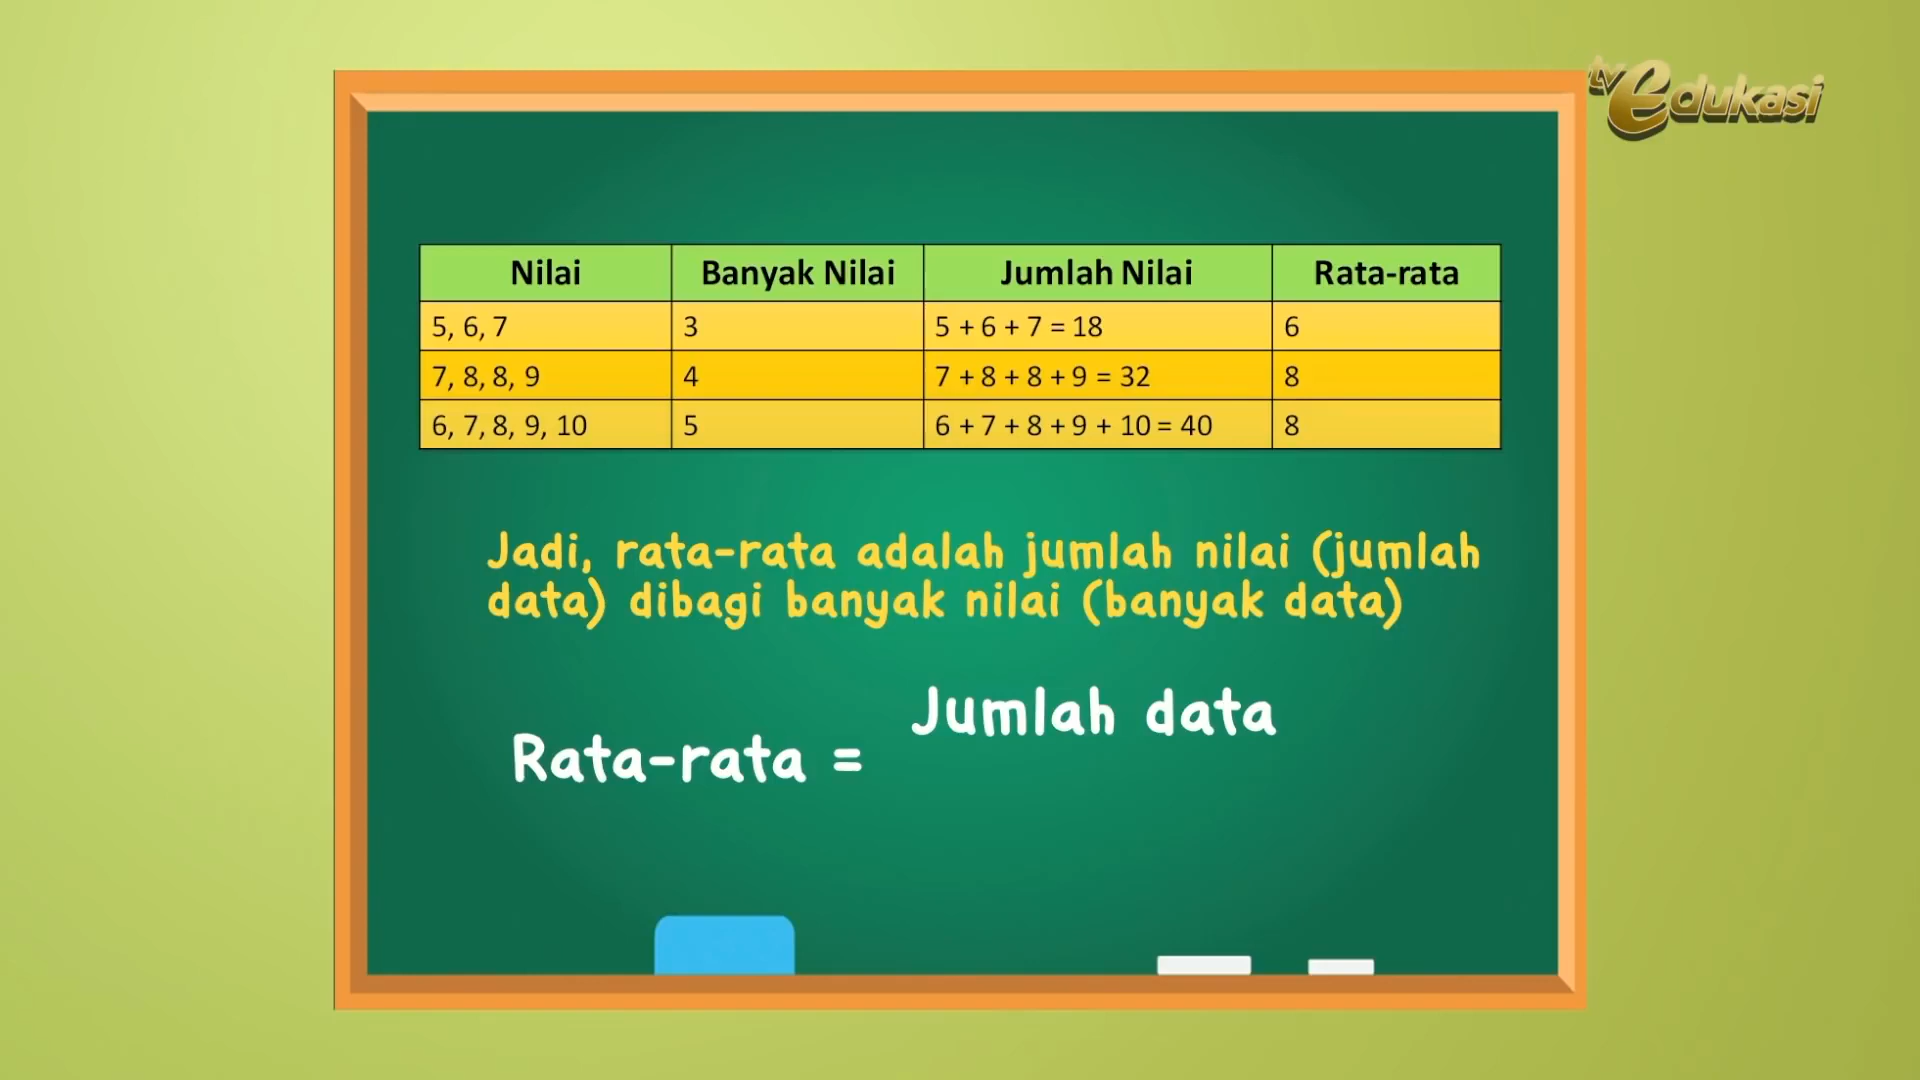 tv edukasi
Nilai Banyak Nilai Jumlah Nilai Rata-rata
5, 6, 7 3 5 + 6 + 7 = 18 6
7, 8, 8, 9 4 7 + 8 + 8 + 9 = 32 8
6, 7, 8, 9, 10 5 6 + 7 + 8 + 9 + 10 = 40 8
Jadi, rata-rata adalah jumlah nilai (jumlah
data) dibagi banyak nilai (banyak data)
Jumlah data
Rata-rata =